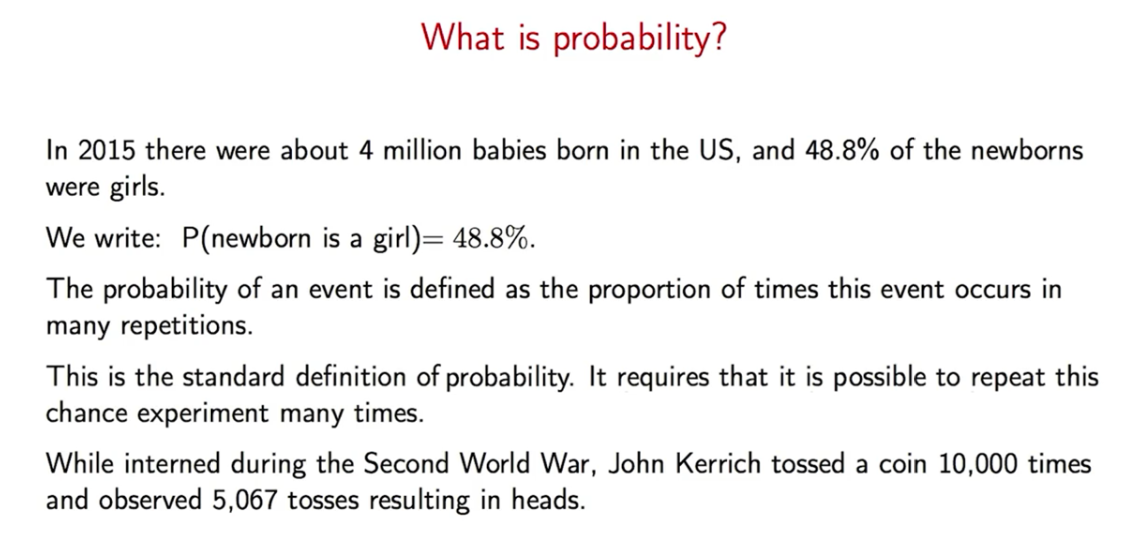 What is probability?
In 2015 there were about 4 million babies born in the US, and 48.8% of the newborns
were girls.
We write: P(newborn is a girl)= 48.8%.
The probability of an event is defined as the proportion of times this event occurs in
many repetitions.
This is the standard definition of probability. It requires that it is possible to repeat this
chance experiment many times.
While interned during the Second World War, John Kerrich tossed a coin 10,000 times
and observed 5,067 tosses resulting in heads.